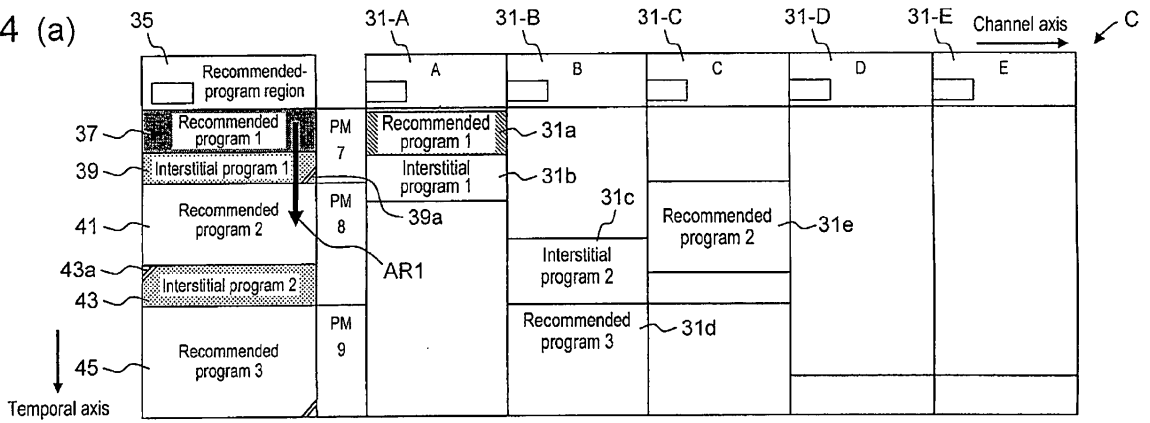 4 (a)
35
31-A
31-B
31-C
31-D
31-E
Channel axis
C
Recommended-
program region
A
B
C
D
E
37
Recommended
program 1
PM
7
Recommended
program 1
31a
39
Interstitial program 1
Interstitial
program 1
31b
39a
41
Recommended
program 2
PM
8
AR1
31c
Interstitial
program 2
Recommended
program 2
31e
43a
43
Interstitial program 2
45
Recommended
program 3
PM
9
Recommended
program 3
31d
Temporal axis